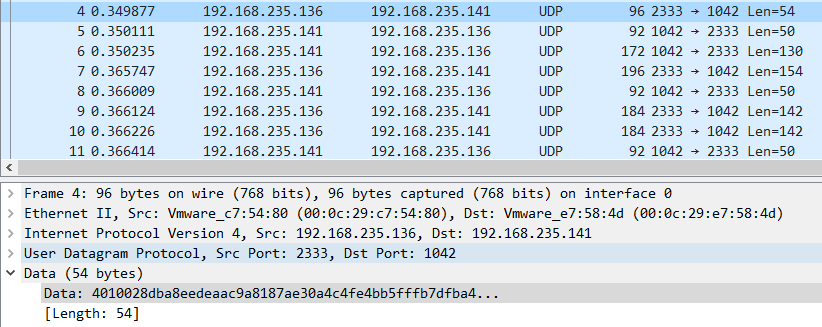 4 0.349877 192.168.235.136 192.168.235.141 UDP 96 2333 → 1042 Len=54
5 0.350111 192.168.235.141 192.168.235.136 UDP 92 1042 → 2333 Len=50
6 0.350235 192.168.235.141 192.168.235.136 UDP 172 1042 → 2333 Len=130
7 0.365747 192.168.235.136 192.168.235.141 UDP 196 2333 → 1042 Len=154
8 0.366009 192.168.235.141 192.168.235.136 UDP 92 1042 → 2333 Len=50
9 0.366124 192.168.235.136 192.168.235.141 UDP 184 2333 → 1042 Len=142
10 0.366226 192.168.235.136 192.168.235.141 UDP 184 2333 → 1042 Len=142
11 0.366414 192.168.235.141 192.168.235.136 UDP 92 1042 → 2333 Len=50
Frame 4: 96 bytes on wire (768 bits), 96 bytes captured (768 bits) on interface 0
Ethernet II, Src: Vmware_c7:54:80 (00:0c:29:c7:54:80), Dst: Vmware_e7:58:4d (00:0c:29:e7:58:4d)
Internet Protocol Version 4, Src: 192.168.235.136, Dst: 192.168.235.141
User Datagram Protocol, Src Port: 2333, Dst Port: 1042
Data (54 bytes)
Data: 4010028dba8eedeaac9a8187ae30a4c4fe4bb5fffb7dfba4...
[Length: 54]